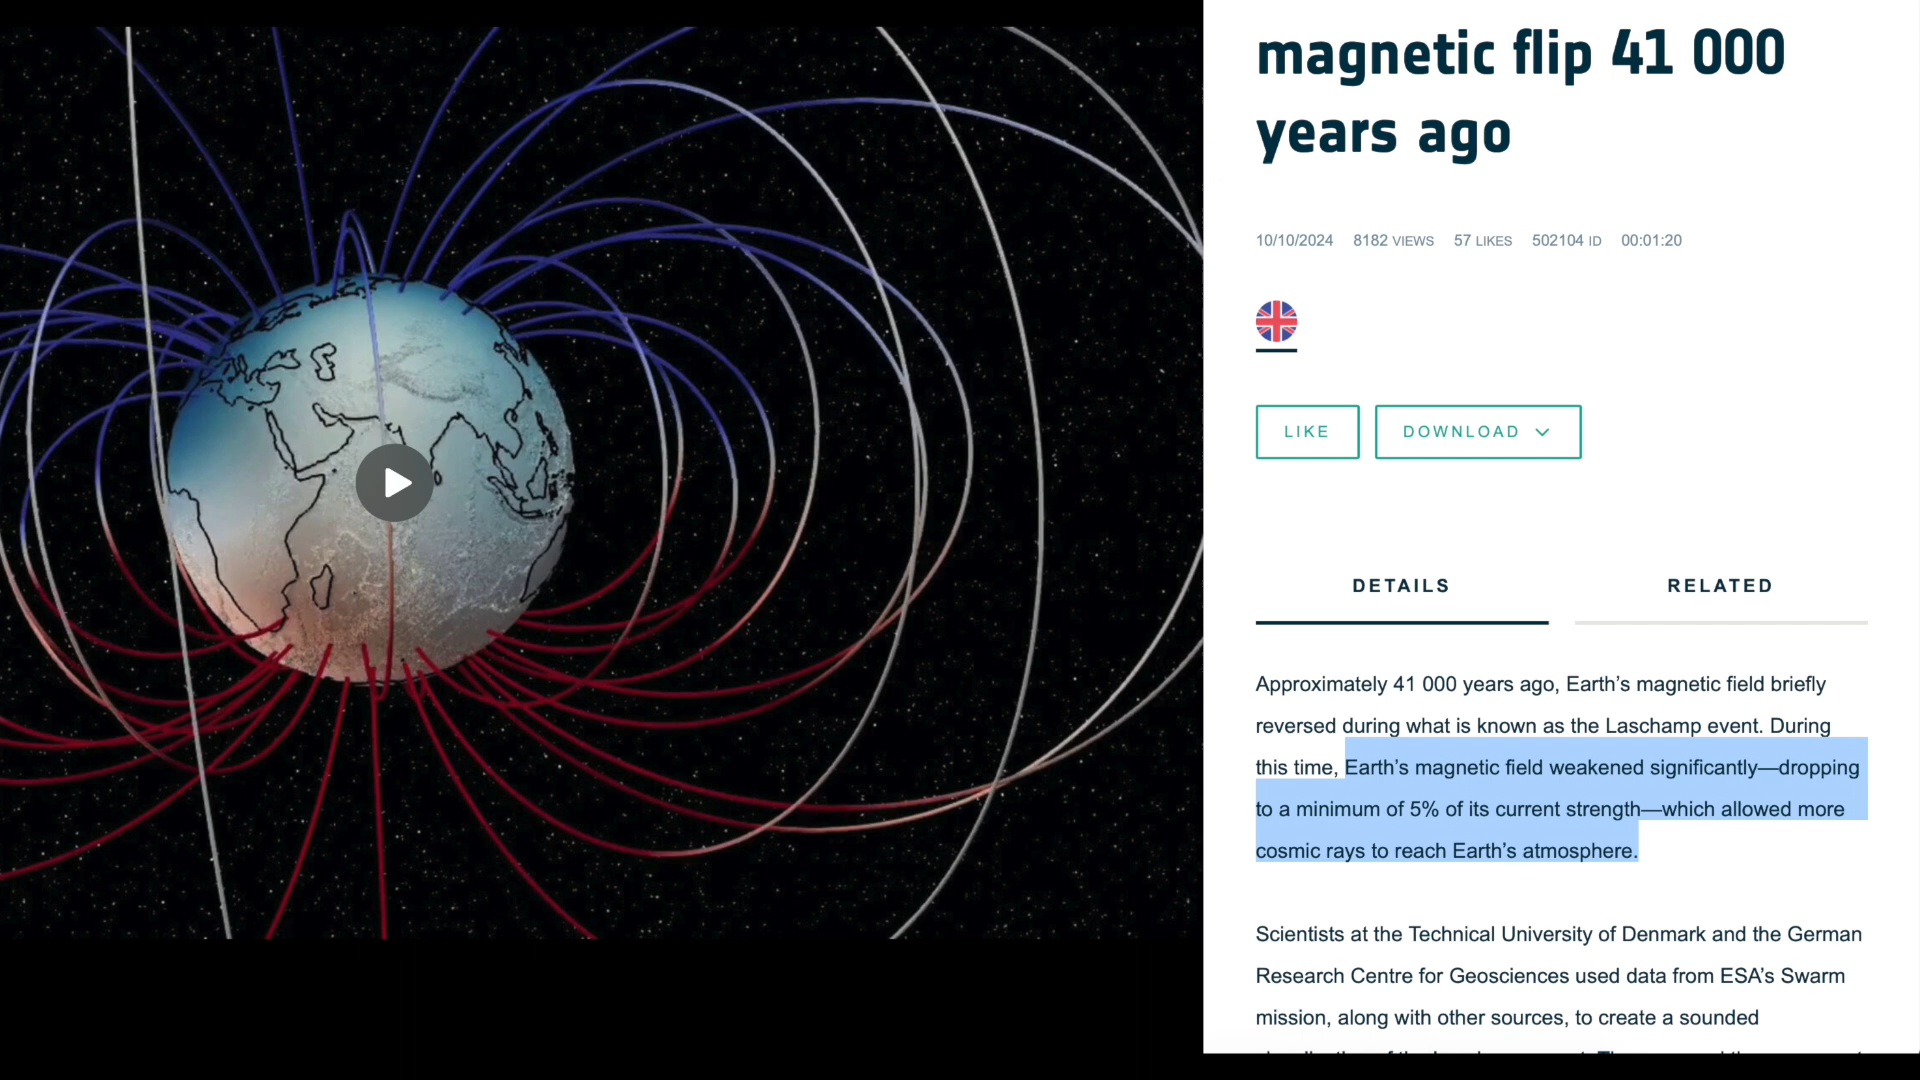 magnetic flip 41 000
years ago
10/10/2024 8182 VIEWS 57 LIKES 502104 ID 00:01:20
LIKE
DOWNLOAD
DETAILS
RELATED
Approximately 41 000 years ago, Earth’s magnetic field briefly
reversed during what is known as the Laschamp event. During
this time, Earth’s magnetic field weakened significantly—dropping
to a minimum of 5% of its current strength—which allowed more
cosmic rays to reach Earth’s atmosphere.
Scientists at the Technical University of Denmark and the German
Research Centre for Geosciences used data from ESA’s Swarm
mission, along with other sources, to create a sounded